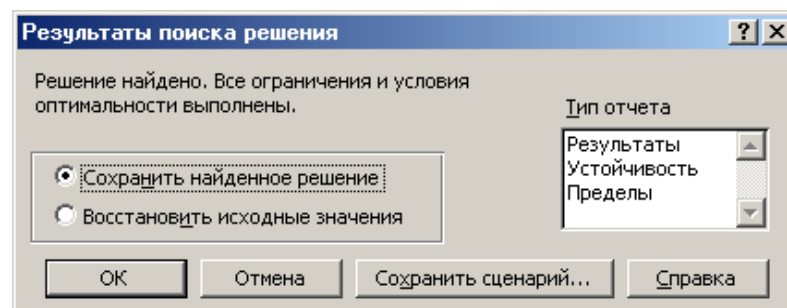 Результаты поиска решения
Решение найдено. Все ограничения и условия
оптимальности выполнены.
Тип отчета
Результаты
Устойчивость
Пределы
Сохранить найденное решение
Восстановить исходные значения
ОК
Отмена
Сохранить сценарий...
Справка